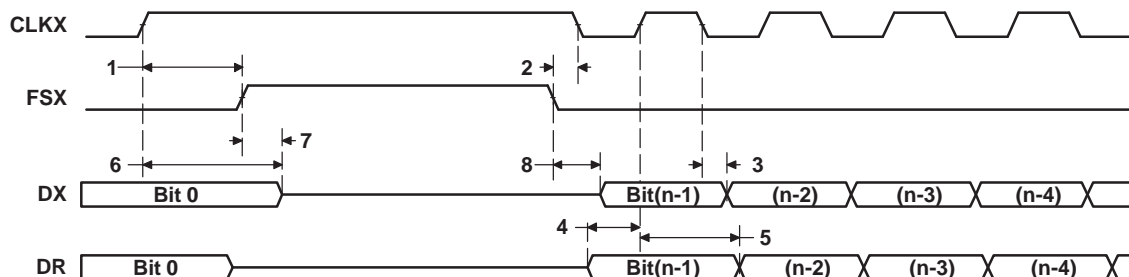 CLKX
1
2
FSX
7
6
8
3
DX
Bit 0
Bit(n-1)
(n-2)
(n-3)
(n-4)
4
5
DR
Bit 0
Bit(n-1)
(n-2)
(n-3)
(n-4)